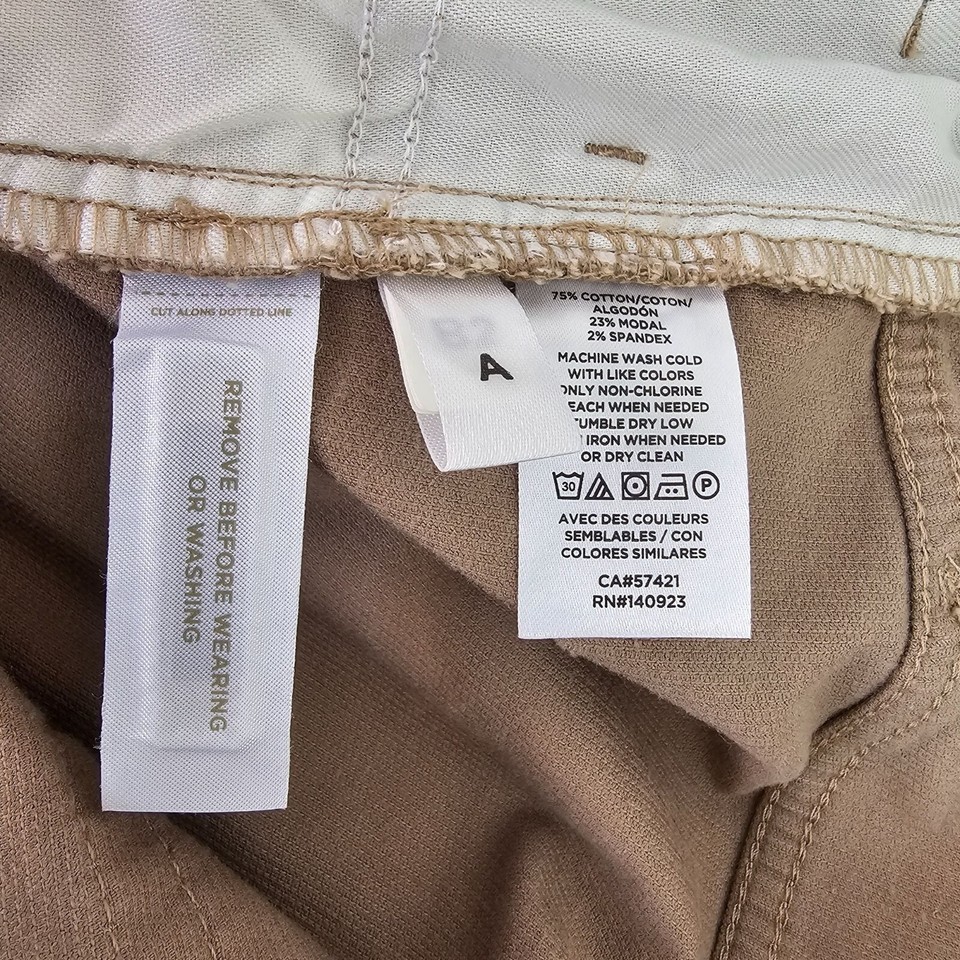 CUT ALONG DOTTED LINE
REMOVE BEFORE WEARING
OR WASHING
A
75% COTTON/COTON/
ALGODÓN
23% MODAL
2% SPANDEX
MACHINE WASH COLD
WITH LIKE COLORS
ONLY NON-CHLORINE
WHEN NEEDED
DRY LOW
IRON WHEN NEEDED
OR DRY CLEAN
30
P
AVEC DES COULEURS
SEMBLABLES / CON
COLORES SIMILARES
CA#57421
RN#140923